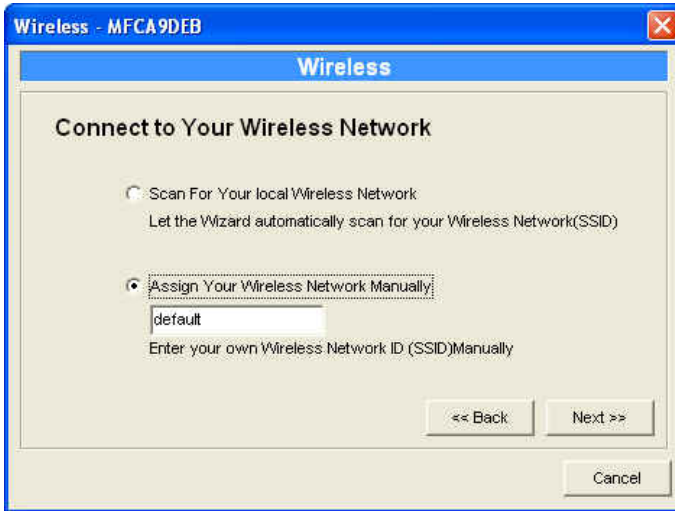 Wireless - MFCA9DEB
Wireless
Connect to Your Wireless Network
Scan For Your local Wireless Network
Let the Wizard automatically scan for your Wireless Network(SSID)
Assign Your Wireless Network Manually
default
Enter your own Wireless Network ID (SSID)Manually
<< Back Next >>
Cancel